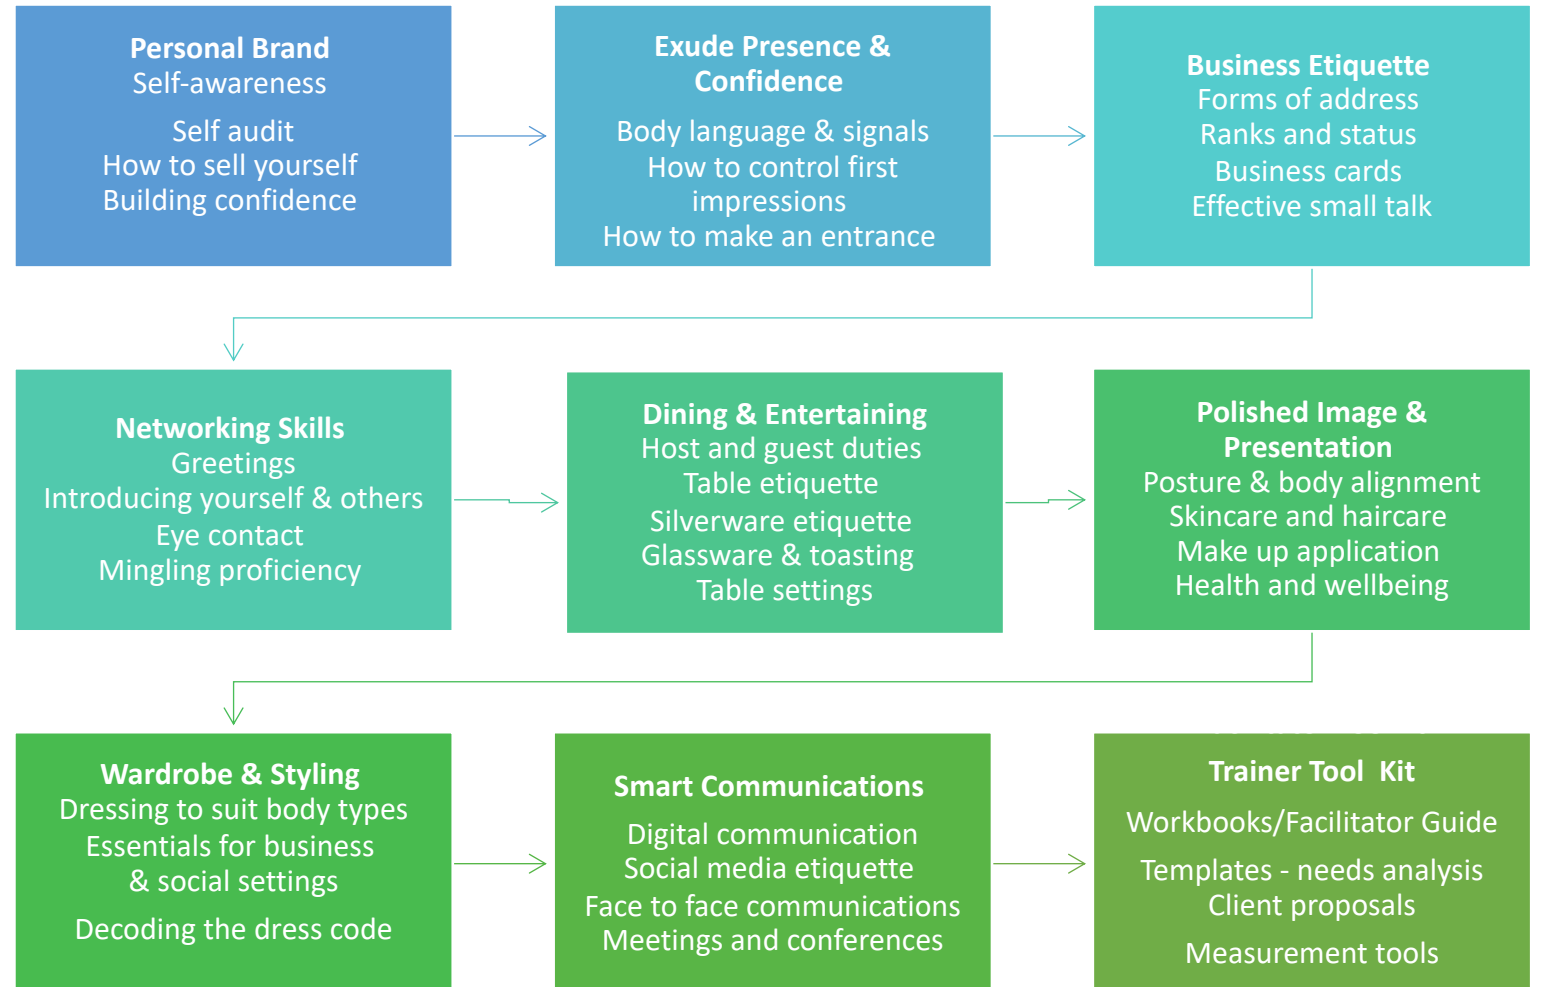 Personal Brand
Self-awareness
Self audit
How to sell yourself
Building confidence
Exude Presence &
Confidence
Body language & signals
How to control first
impressions
How to make an entrance
Business Etiquette
Forms of address
Ranks and status
Business cards
Effective small talk
Networking Skills
Greetings
Introducing yourself & others
Eye contact
Mingling proficiency
Dining & Entertaining
Host and guest duties
Table etiquette
Silverware etiquette
Glassware & toasting
Table settings
Polished Image &
Presentation
Posture & body alignment
Skincare and haircare
Make up application
Health and wellbeing
Wardrobe & Styling
Dressing to suit body types
Essentials for business
& social settings
Decoding the dress code
Smart Communications
Digital communication
Social media etiquette
Face to face communications
Meetings and conferences
Trainer Tool  Kit
Workbooks/Facilitator Guide
Templates - needs analysis
Client proposals
Measurement tools